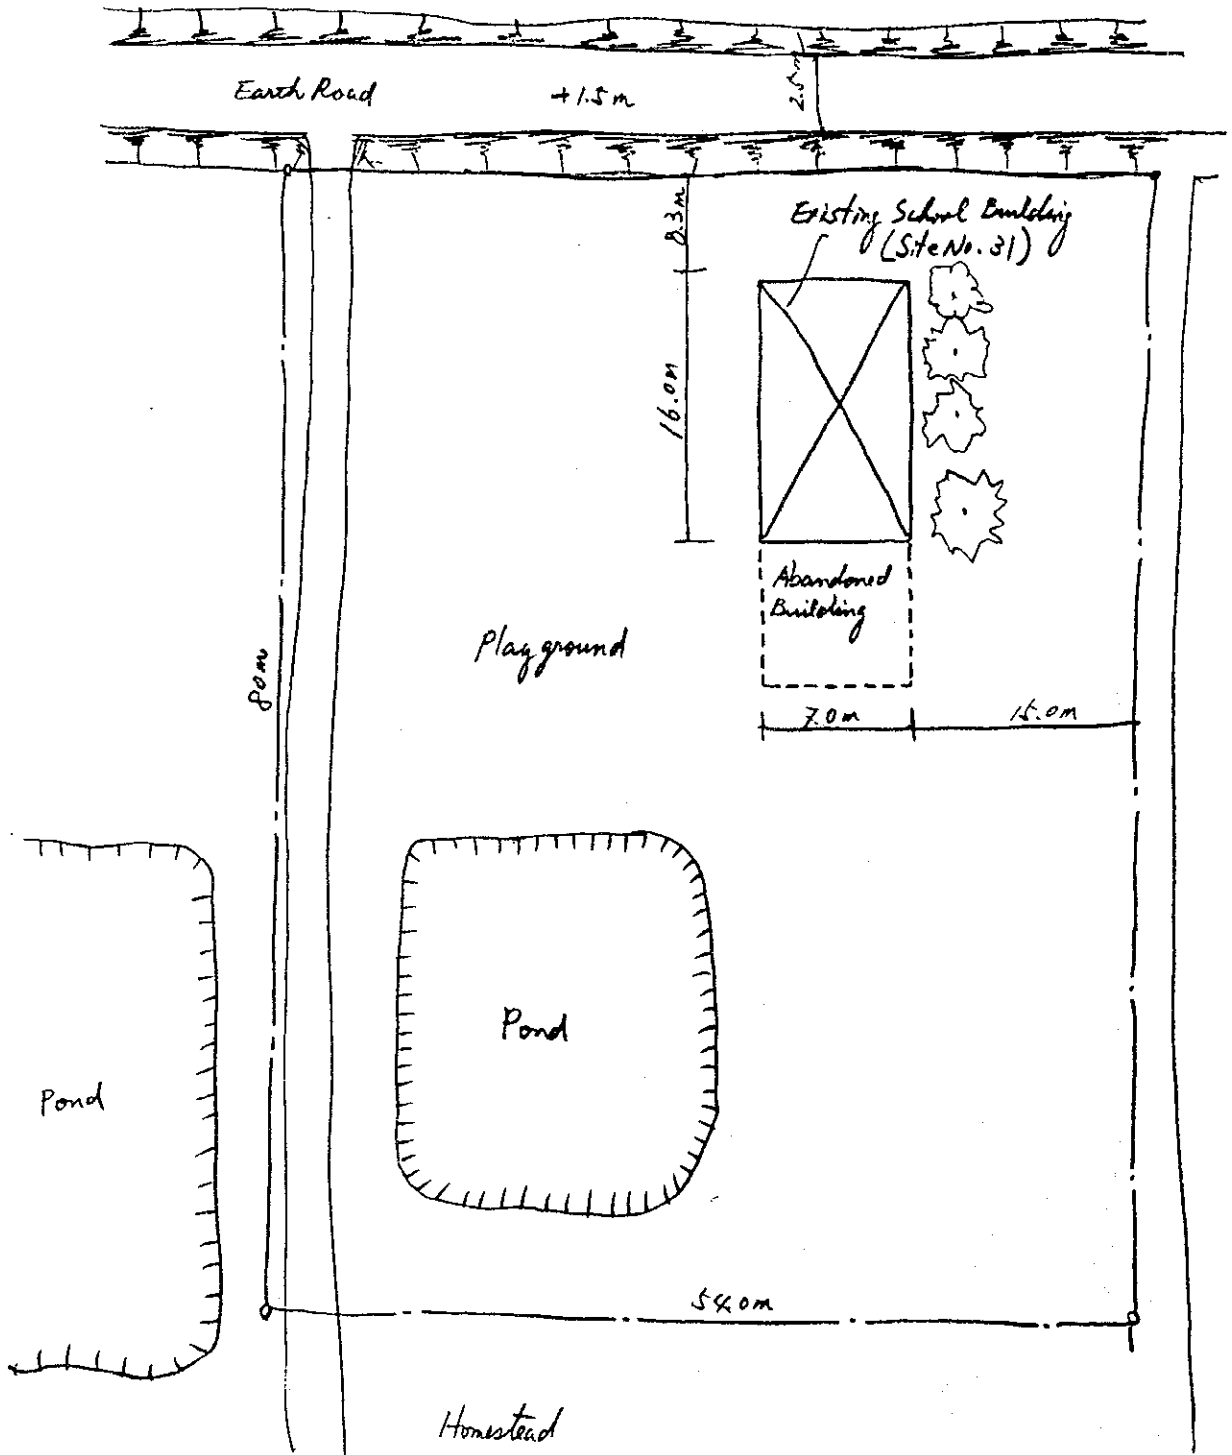 Earth Road
+1.5m
2.5m
8.3m
Existing School Building
(Site No. 31)
16.0m
Abandoned
Building
Playground
80m
7.0m
15.0m
Pond
Pond
54.0m
Homestead